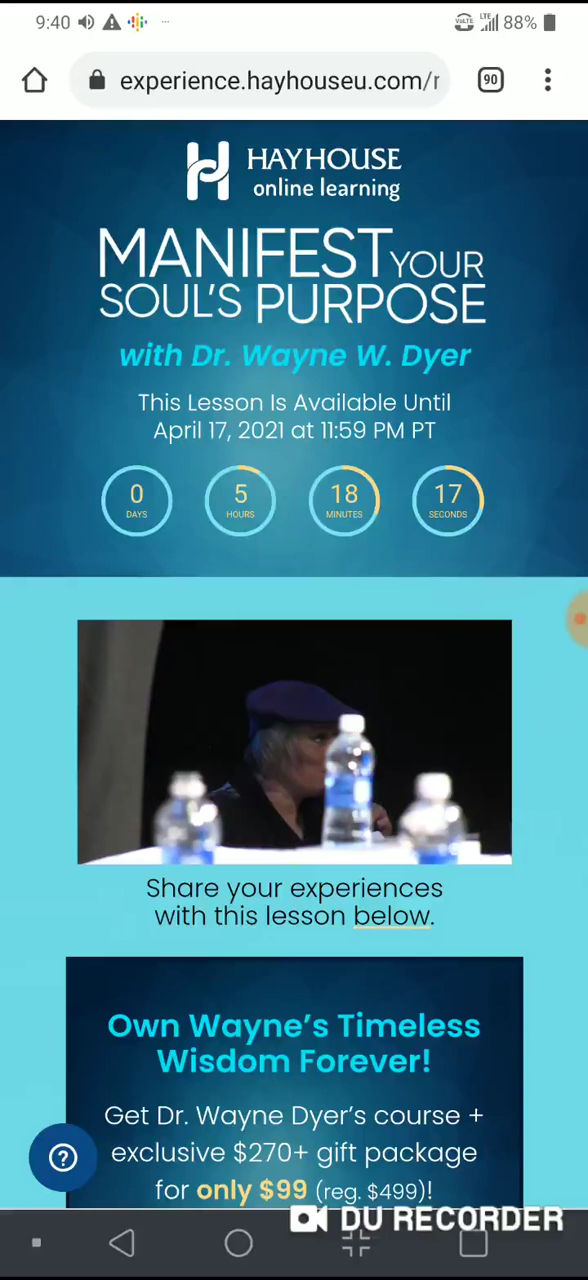 9:40
VoLTE LTE 88%
experience.hayhouseu.com/r
90
HAYHOUSE
online learning
MANIFEST YOUR
SOUL'S PURPOSE
with Dr. Wayne W. Dyer
This Lesson Is Available Until
April 17, 2021 at 11:59 PM PT
0 5 18 17
DAYS HOURS MINUTES SECONDS
Share your experiences
with this lesson below.
Own Wayne's Timeless
Wisdom Forever!
Get Dr. Wayne Dyer's course +
exclusive $270+ gift package
for only $99 (reg. $499)!
DU RECORDER